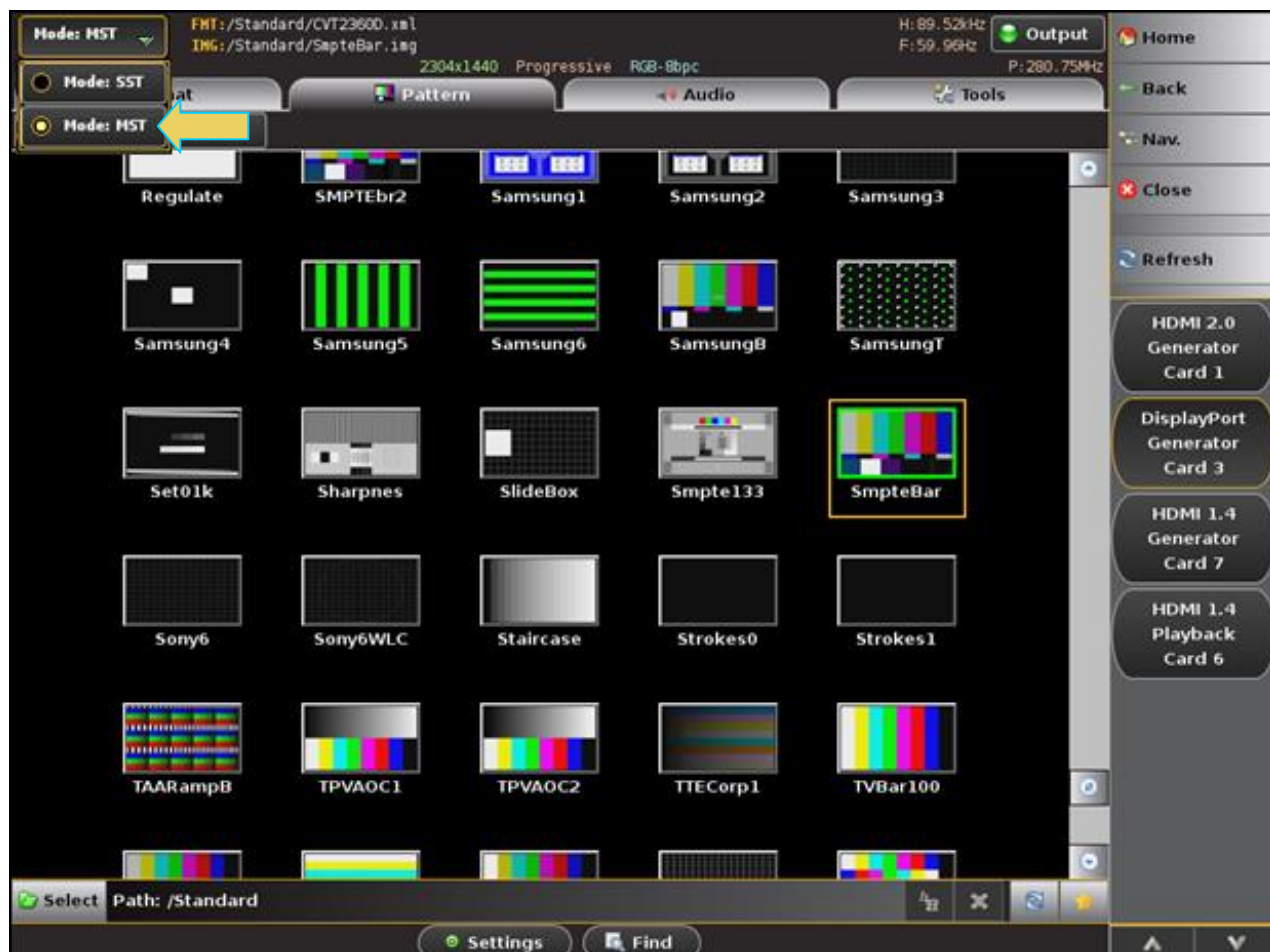 Mode: MST
FMT:/Standard/CVT2360D.xml
IMG:/Standard/SmpteBar.img
2304x1440 Progressive RGB-8bpc
H:89.52kHz
F:59.96Hz
P:280.75MHz
Output
Mode: SST
Mode: MST
at
Pattern
Audio
Tools
Regulate
SMPTEbr2
Samsung1
Samsung2
Samsung3
Samsung4
Samsung5
Samsung6
SamsungB
SamsungT
Set01k
Sharpnes
SlideBox
Smpte133
SmpteBar
Sony6
Sony6WLC
Staircase
Strokes0
Strokes1
TAARampB
TPVAOC1
TPVAOC2
TTECorp1
TVBar100
Select
Path: /Standard
Settings
Find
Home
Back
Nav.
Close
Refresh
HDMI 2.0
Generator
Card 1
DisplayPort
Generator
Card 3
HDMI 1.4
Generator
Card 7
HDMI 1.4
Playback
Card 6